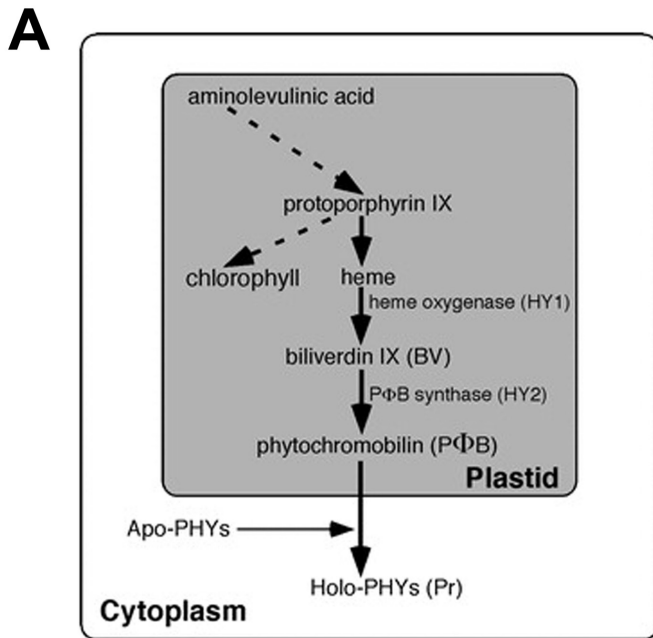 A
aminolevulinic acid
protoporphyrin IX
chlorophyll
heme
heme oxygenase (HY1)
biliverdin IX (BV)
PΦB synthase (HY2)
phytochromobilin (PΦB)
Plastid
Apo-PHYs
Holo-PHYs (Pr)
Cytoplasm